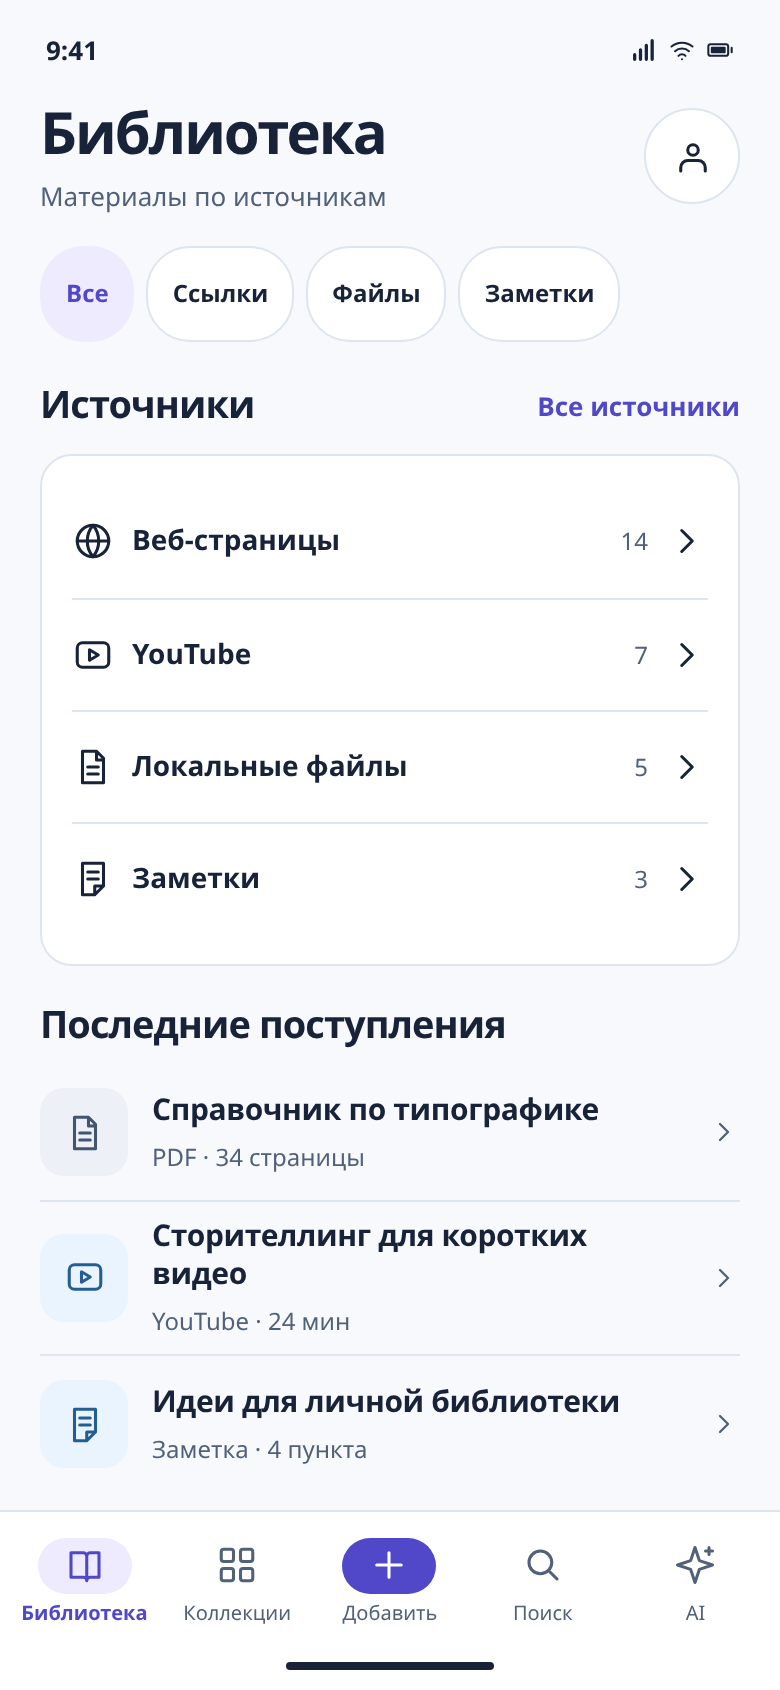 9:41
Библиотека
Материалы по источникам
Все
Ссылки
Файлы
Заметки
Источники
Все источники
Веб-страницы
14
YouTube
7
Локальные файлы
5
Заметки
3
Последние поступления
Справочник по типографике
PDF · 34 страницы
Сторителлинг для коротких
видео
YouTube · 24 мин
Идеи для личной библиотеки
Заметка · 4 пункта
Библиотека
Коллекции
Добавить
Поиск
AI